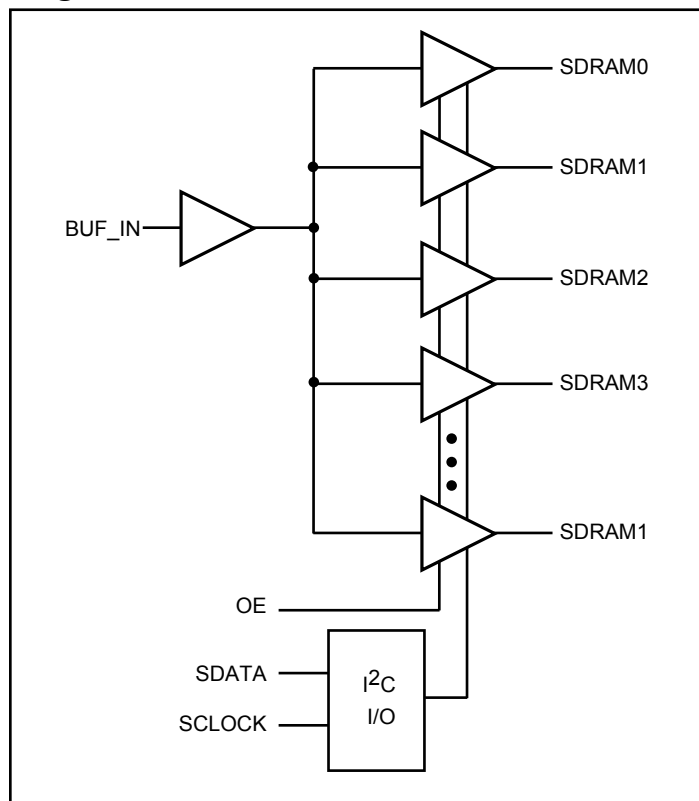 SDRAM0
SDRAM1
BUF_IN
SDRAM2
SDRAM3
SDRAM1
OE
SDATA
I²C
I/O
SCLOCK